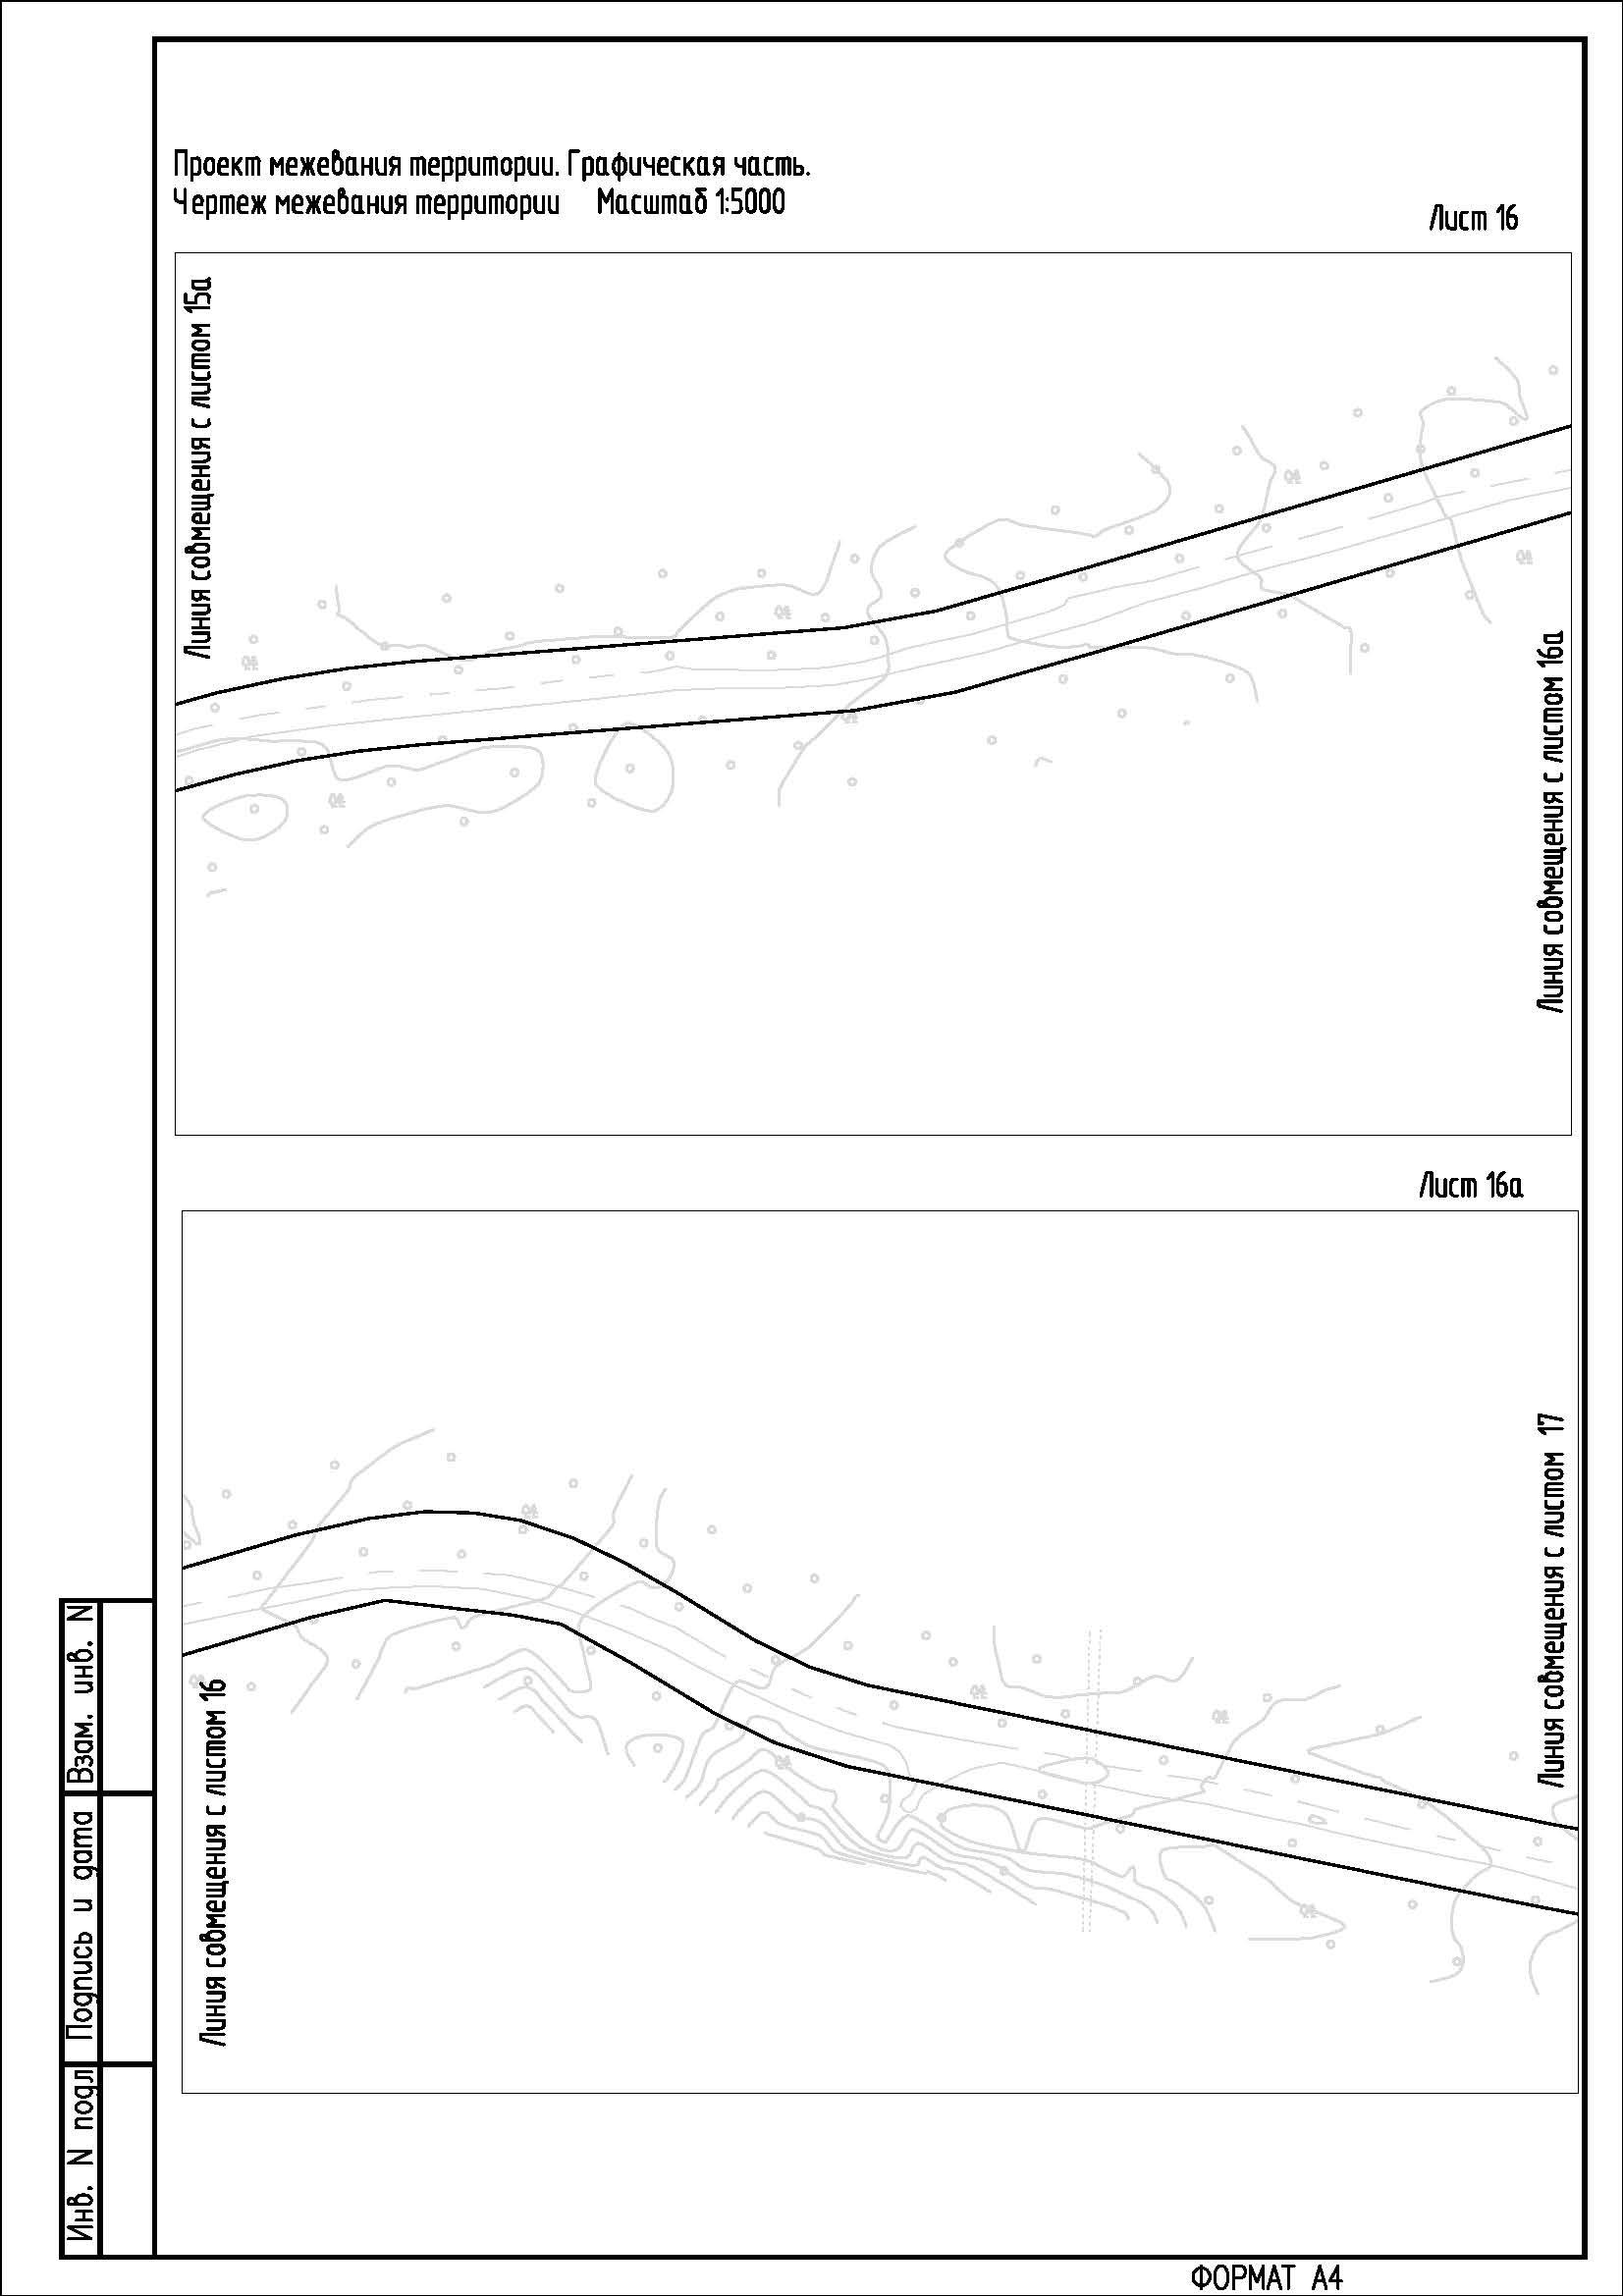 Проект межевания территории. Графическая часть.
Чертеж межевания территории Масштаб 1:5000
Лист 16
Линия совмещения с листом 15а
Линия совмещения с листом 16а
Лист 16а
Линия совмещения с листом 16
Линия совмещения с листом 17
Взам. инв. N
Подпись и дата
Инв. N подл
ФОРМАТ А4